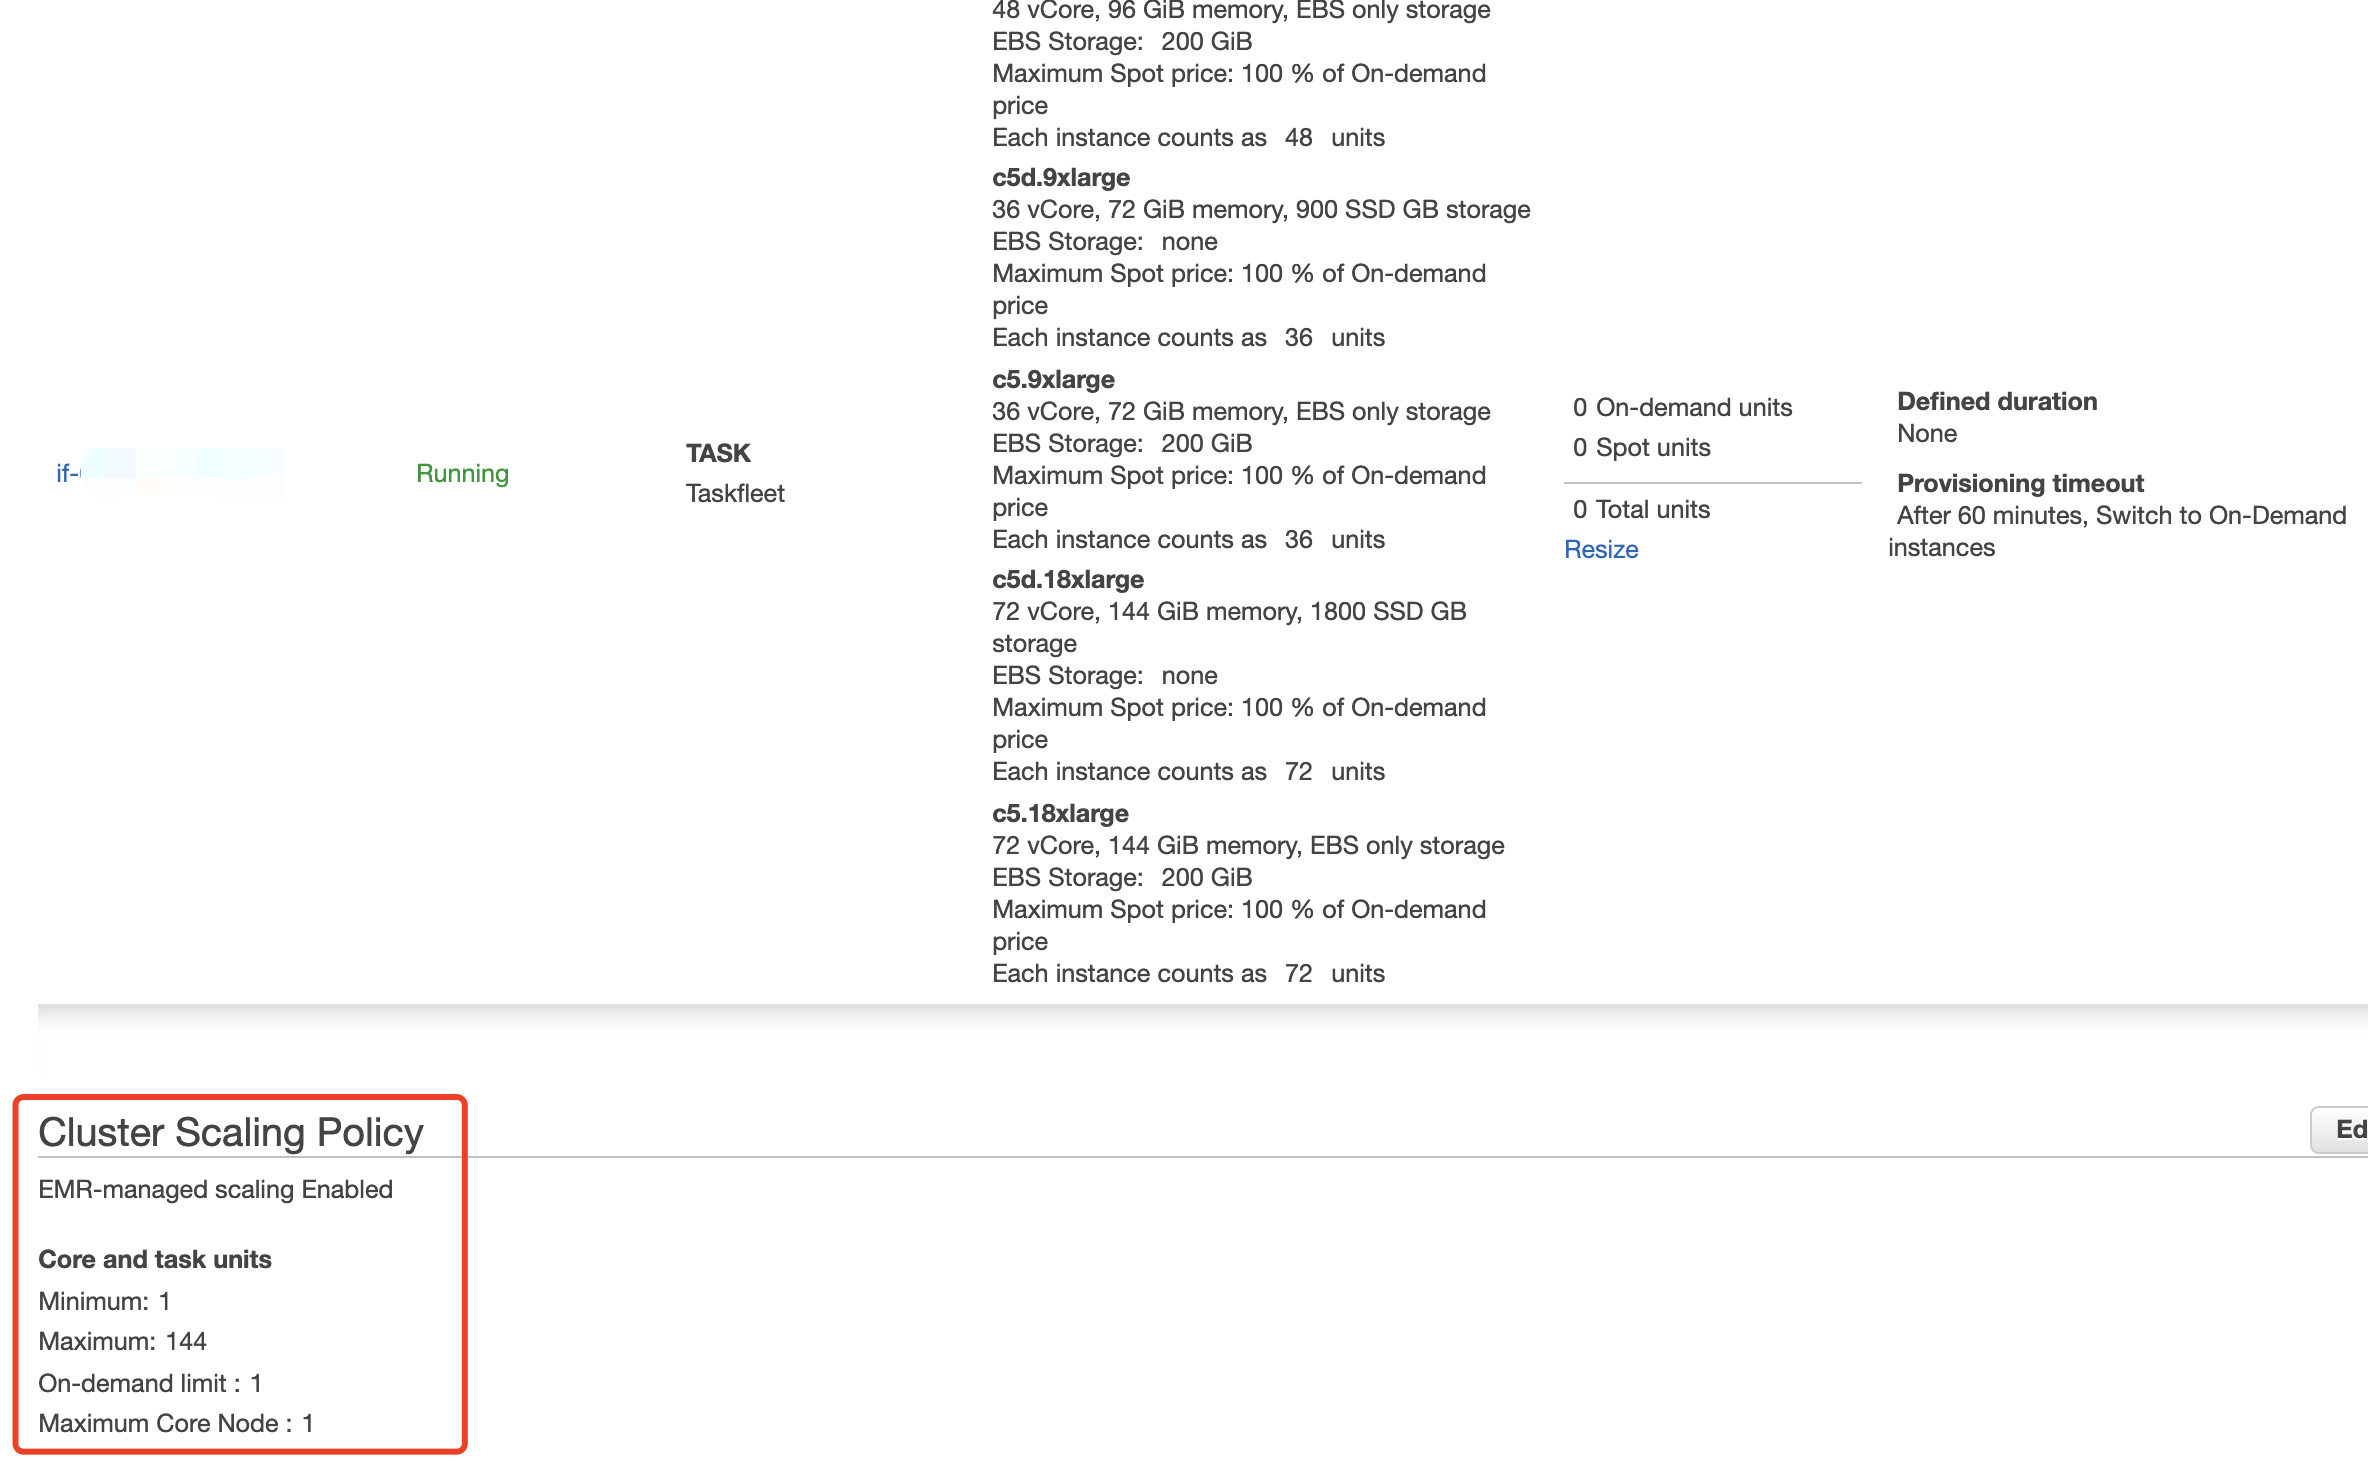 48 vCore, 96 GiB memory, EBS only storage
EBS Storage: 200 GiB
Maximum Spot price: 100 % of On-demand
price
Each instance counts as 48 units
c5d.9xlarge
36 vCore, 72 GiB memory, 900 SSD GB storage
EBS Storage: none
Maximum Spot price: 100 % of On-demand
price
Each instance counts as 36 units
if-
Running
TASK
Taskfleet
c5.9xlarge
36 vCore, 72 GiB memory, EBS only storage
EBS Storage: 200 GiB
Maximum Spot price: 100 % of On-demand
price
Each instance counts as 36 units
c5d.18xlarge
72 vCore, 144 GiB memory, 1800 SSD GB
storage
EBS Storage: none
Maximum Spot price: 100 % of On-demand
price
Each instance counts as 72 units
c5.18xlarge
72 vCore, 144 GiB memory, EBS only storage
EBS Storage: 200 GiB
Maximum Spot price: 100 % of On-demand
price
Each instance counts as 72 units
0 On-demand units
0 Spot units
0 Total units
Resize
Defined duration
None
Provisioning timeout
After 60 minutes, Switch to On-Demand
instances
Cluster Scaling Policy
Ed
EMR-managed scaling Enabled
Core and task units
Minimum: 1
Maximum: 144
On-demand limit : 1
Maximum Core Node : 1